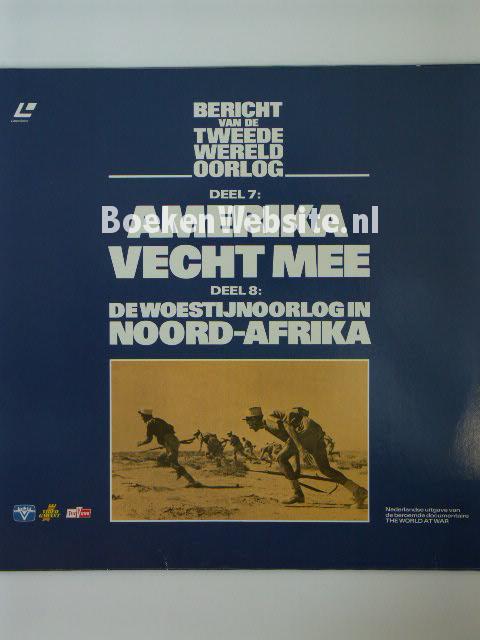 BERICHT
VAN DE
TWEEDE
WERELD
OORLOG
DEEL 7:
AMERIKA
BoekenWebsite.nl
VECHT MEE
DEEL 8:
DE WOESTIJNOORLOG IN
NOORD-AFRIKA
Nederlandse uitgave van
de beroemde documentaire
THE WORLD AT WAR